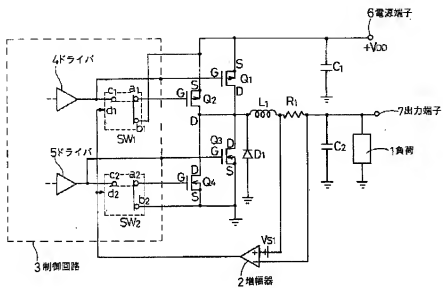 6電源端子
+VDD
4ドライバ
C1 a1
d1 b1
SW1
G S Q2 D
S G Q1 D
C1
L1 R1
7出力端子
5ドライバ
C2 a2
d2 b2
SW2
Q3 D G S
D G Q4 S
D1
C2
1負荷
VS1
2増幅器
3制御回路